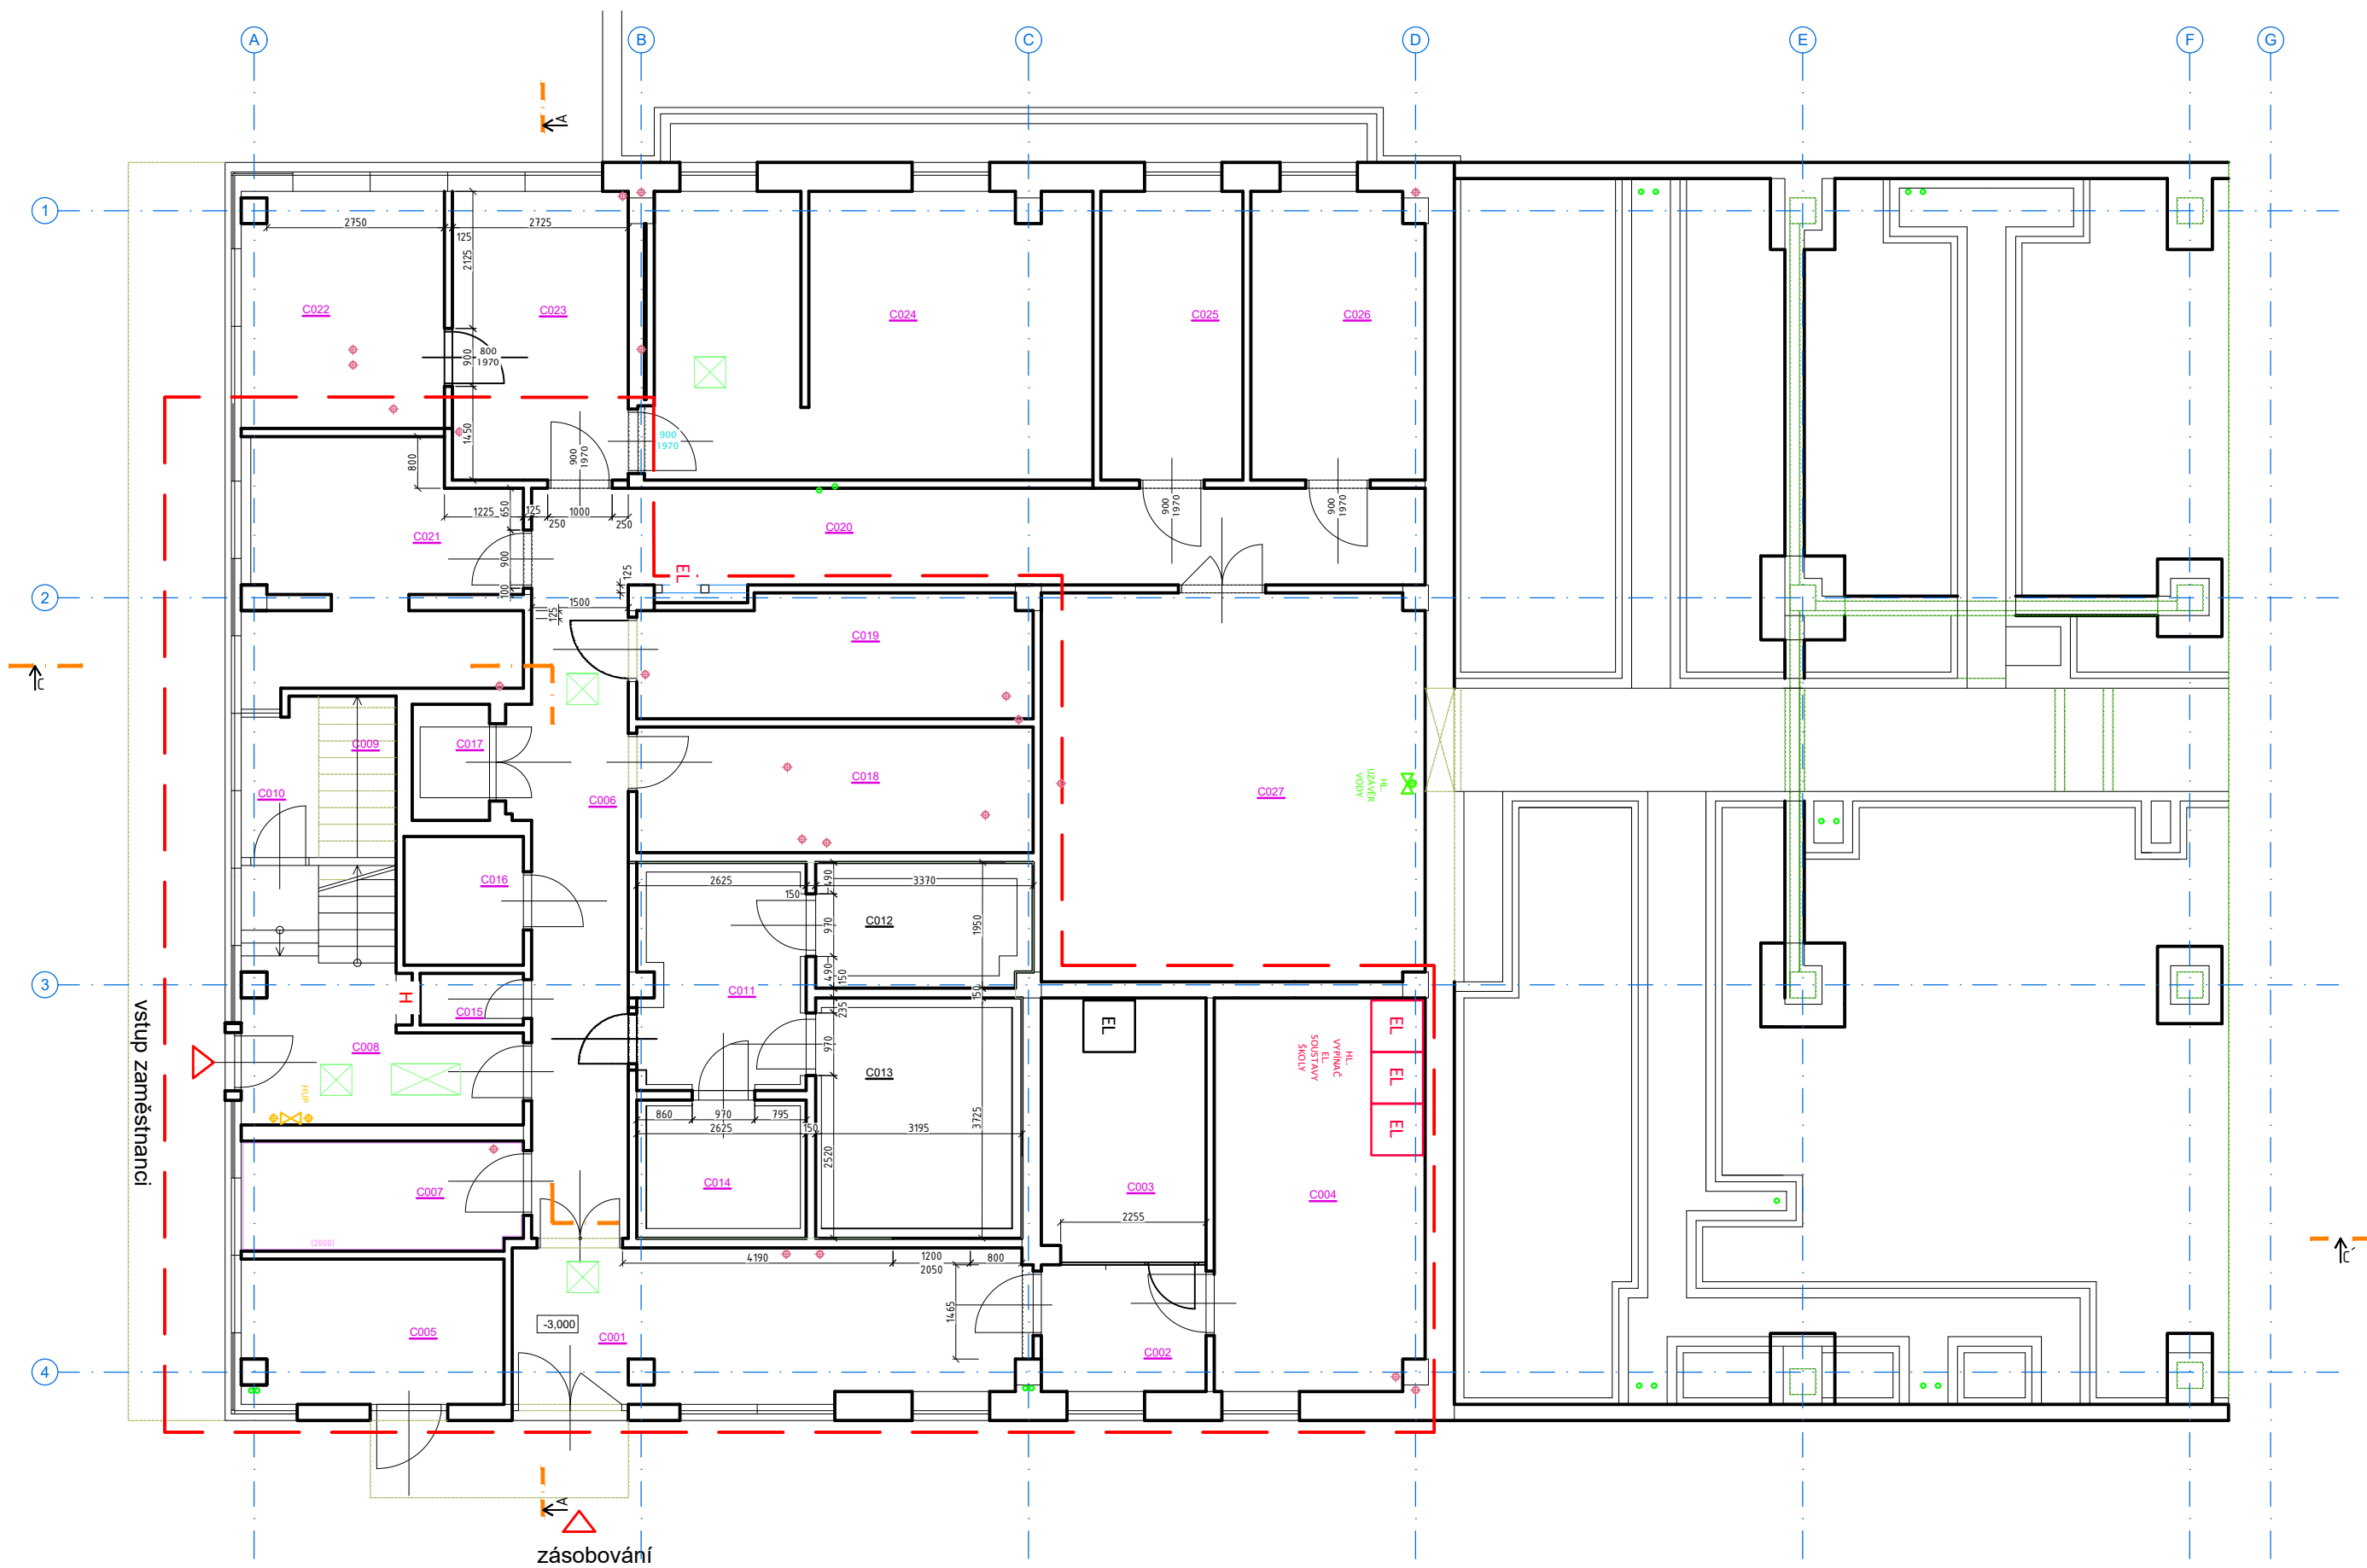 A
B
C
D
E
F
G
A
1
2750
125
2725
2125
C022
C023
C024
C025
C026
800
1970
900
1450
900
1970
900
1970
800
900
1970
900
1970
1225
650
125
250
1000
250
C020
C021
900
100
EL
125
2
1500
125
C019
C
C009
C017
C010
C006
C018
C027
HL.
UZÁVĚR
VODY
C016
2625
490
3370
150
C012
970
1950
490
150
C011
150
3
H
C015
235
C008
970
C013
EL
EL
HL.
VYPÍNAČ
EL.
SOUSTAVY
ŠKOLY
EL
EL
HUP
vstup zaměstnanci
860
970
795
2625
150
3195
3725
2520
C014
C007
C003
C004
2255
(2000)
4190
1200
2050
800
C´
1465
-3,000
C005
C001
C002
4
A
zásobování